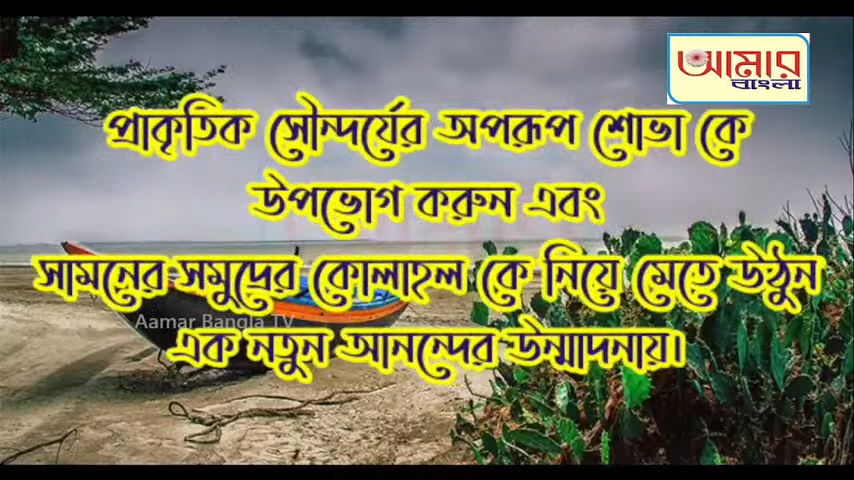 আমার
বাংলা
প্রাকৃতিক সৌন্দর্যের অপরূপ শোভা কে
উপভোগ করুন এবং
সামনের সমুদ্রের কোলাহল কে নিয়ে মেতে উঠুন
Aamar Bangla TV
এক নতুন আনন্দের উন্মাদনায়।